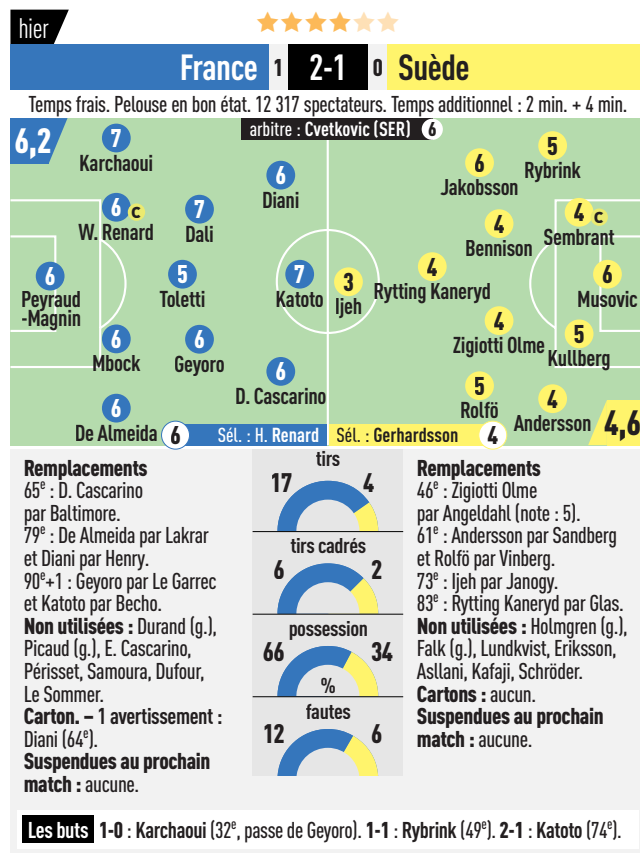 hier
France 1 2-1 0 Suède
Temps frais. Pelouse en bon état. 12 317 spectateurs. Temps additionnel : 2 min. + 4 min.
arbitre : Cvetkovic (SER) 6
6,2
7
Karchaoui
6 C
W. Renard
7
Dali
6
Diani
6
Peyraud
-Magnin
5
Toletti
7
Katoto
6
Mbock
6
Geyoro
6
D. Cascarino
6
De Almeida
6 Sél. : H. Renard
6
Jakobsson
5
Rybrink
4
Bennison
4 C
Sembrant
3
Ijeh
4
Rytting Kaneryd
6
Musovic
4
Zigiotti Olme
5
Kullberg
5
Rolfö
4
Andersson
Sél. : Gerhardsson 4
4,6
Remplacements
65e : D. Cascarino
par Baltimore.
79e : De Almeida par Lakrar
et Diani par Henry.
90e+1 : Geyoro par Le Garrec
et Katoto par Becho.
Non utilisées : Durand (g.),
Picaud (g.), E. Cascarino,
Périsset, Samoura, Dufour,
Le Sommer.
Carton. – 1 avertissement :
Diani (64e).
Suspendues au prochain
match : aucune.
tirs
17 4
tirs cadrés
6 2
possession
66 34
%
fautes
12 6
Remplacements
46e : Zigiotti Olme
par Angeldahl (note : 5).
61e : Andersson par Sandberg
et Rolfö par Vinberg.
73e : Ijeh par Janogy.
83e : Rytting Kaneryd par Glas.
Non utilisées : Holmgren (g.),
Falk (g.), Lundkvist, Eriksson,
Asllani, Kafaji, Schröder.
Cartons : aucun.
Suspendues au prochain
match : aucune.
Les buts 1-0 : Karchaoui (32e, passe de Geyoro). 1-1 : Rybrink (49e). 2-1 : Katoto (74e).